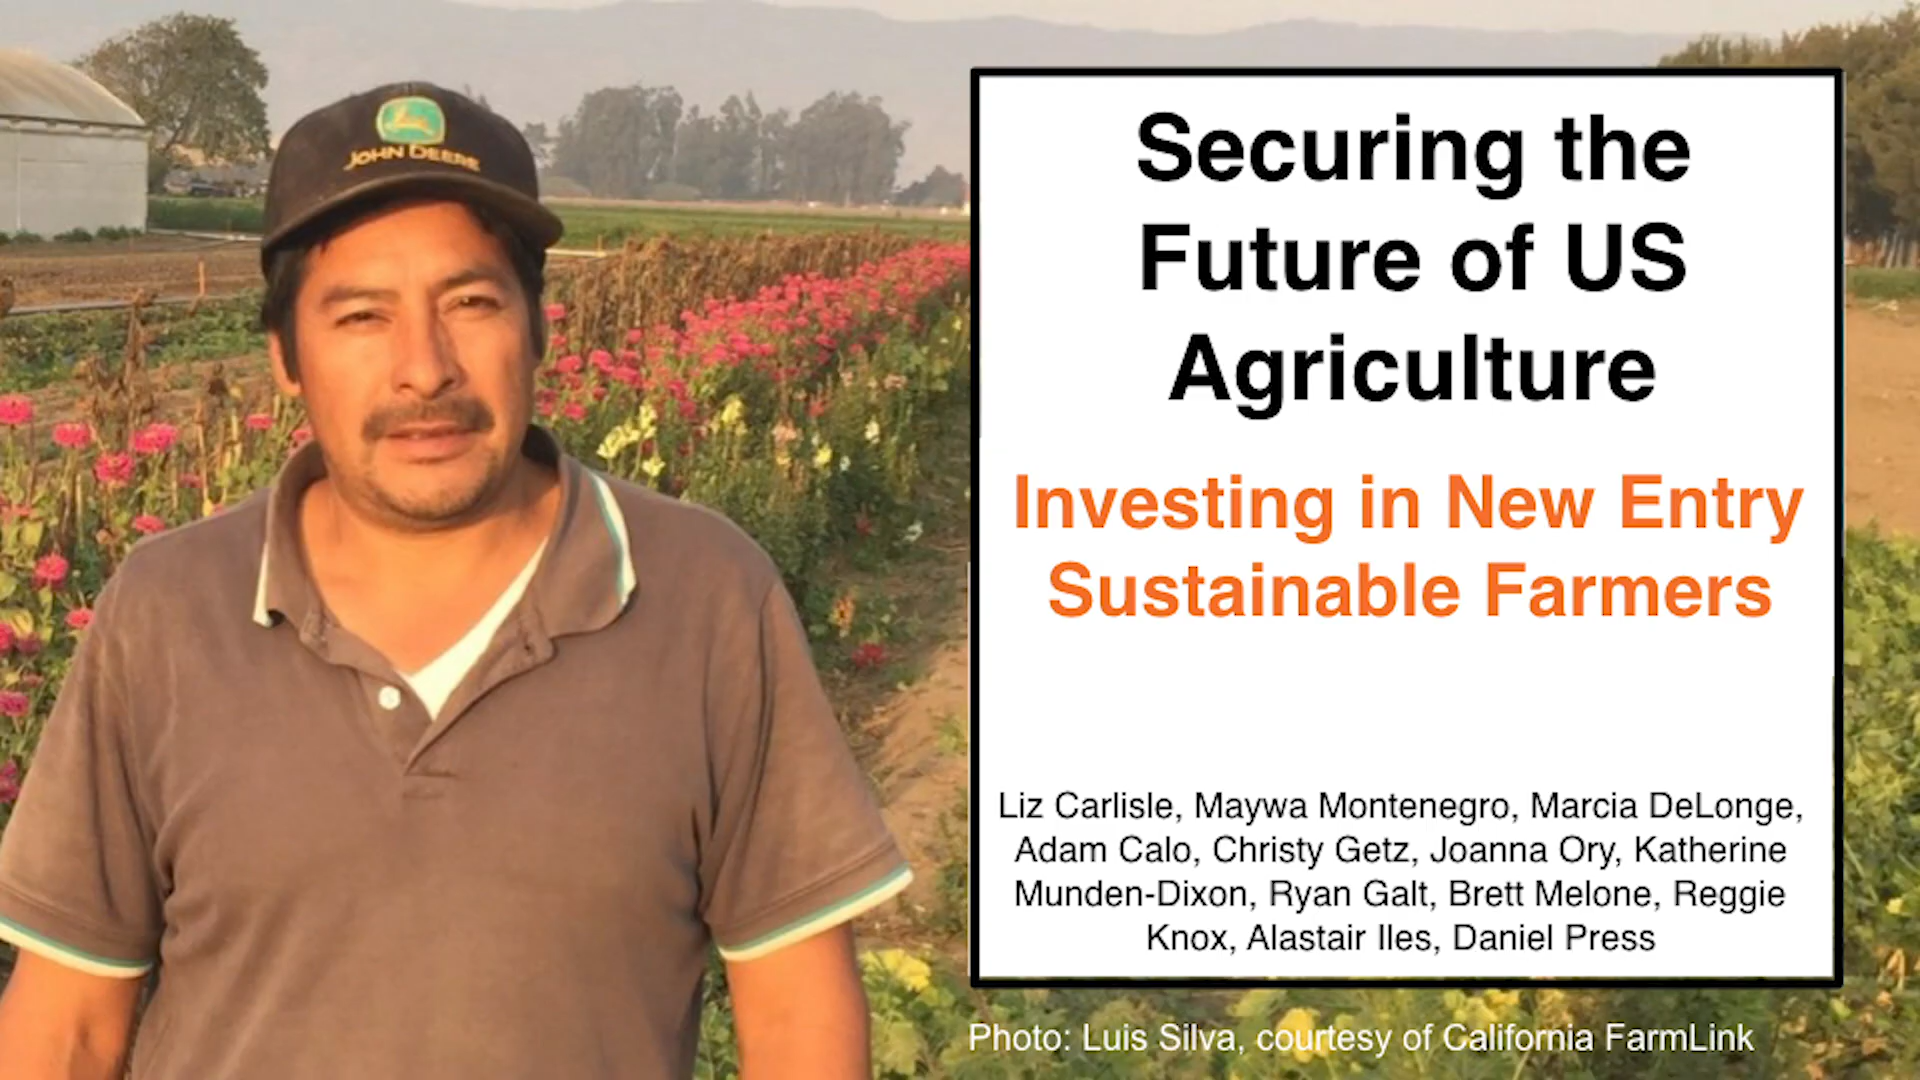 JOHN DEERE
Securing the
Future of US
Agriculture
Investing in New Entry
Sustainable Farmers
Liz Carlisle, Maywa Montenegro, Marcia DeLonge,
Adam Calo, Christy Getz, Joanna Ory, Katherine
Munden-Dixon, Ryan Galt, Brett Melone, Reggie
Knox, Alastair Iles, Daniel Press
Photo: Luis Silva, courtesy of California FarmLink